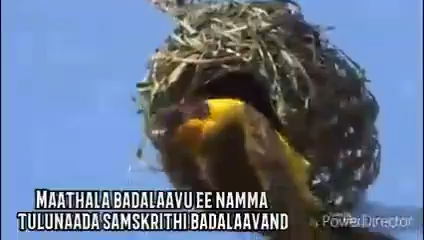 MAATHALA BADALAAVU EE NAMMA
TULUNAADA SAMSKRITHI BADALAAVAND
PowerDirector